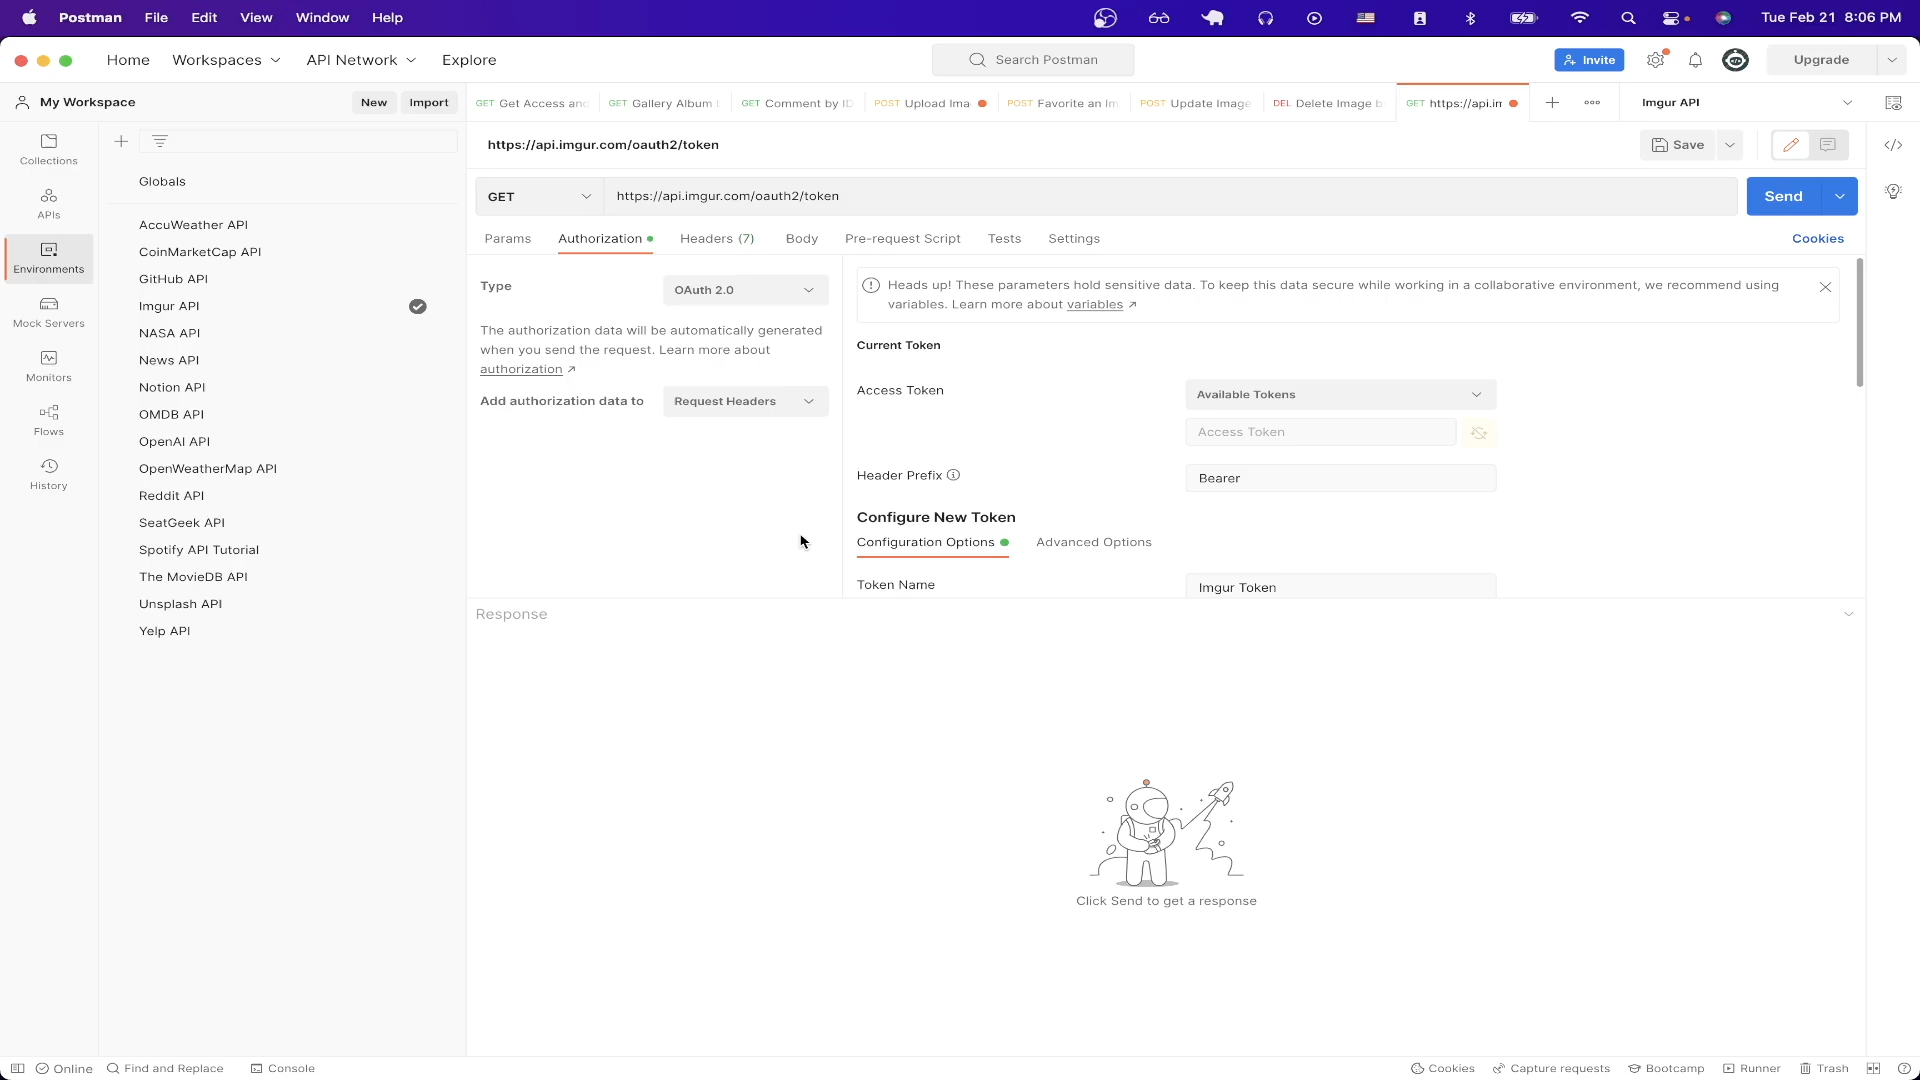 Postman File Edit View Window Help Tue Feb 21 8:06 PM
Home Workspaces API Network Explore Search Postman Invite Upgrade
My Workspace New Import
GET Get Access and
GET Gallery Album
GET Comment by ID
POST Upload Ima
POST Favorite an Im
POST Update Image
DEL Delete Image b
GET https://api.im
Imgur API
Collections
APIs
Environments
Mock Servers
Monitors
Flows
History
Globals
AccuWeather API
CoinMarketCap API
GitHub API
Imgur API
NASA API
News API
Notion API
OMDB API
OpenAI API
OpenWeatherMap API
Reddit API
SeatGeek API
Spotify API Tutorial
The MovieDB API
Unsplash API
Yelp API
https://api.imgur.com/oauth2/token Save
GET https://api.imgur.com/oauth2/token Send
Params Authorization Headers (7) Body Pre-request Script Tests Settings Cookies
Type OAuth 2.0
The authorization data will be automatically generated
when you send the request. Learn more about
authorization ↗
Add authorization data to Request Headers
Heads up! These parameters hold sensitive data. To keep this data secure while working in a collaborative environment, we recommend using
variables. Learn more about variables ↗
Current Token
Access Token Available Tokens
Access Token
Header Prefix Bearer
Configure New Token
Configuration Options Advanced Options
Token Name Imgur Token
Response
Click Send to get a response
Online Find and Replace Console Cookies Capture requests Bootcamp Runner Trash